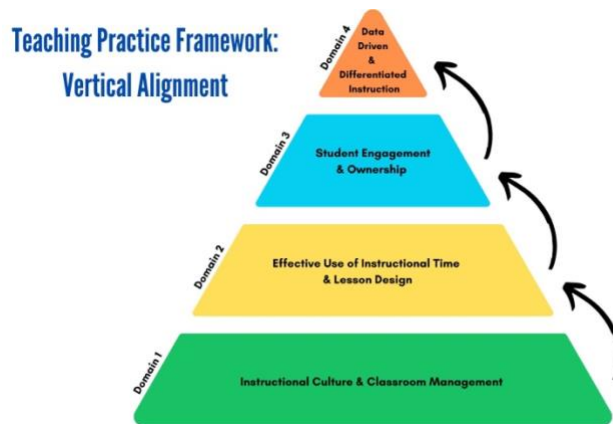 Teaching Practice Framework:
Vertical Alignment
Domain 4
Data
Driven
&
Differentiated
Instruction
Domain 3
Student Engagement
& Ownership
Domain 2
Effective Use of Instructional Time
& Lesson Design
Domain 1
Instructional Culture & Classroom Management